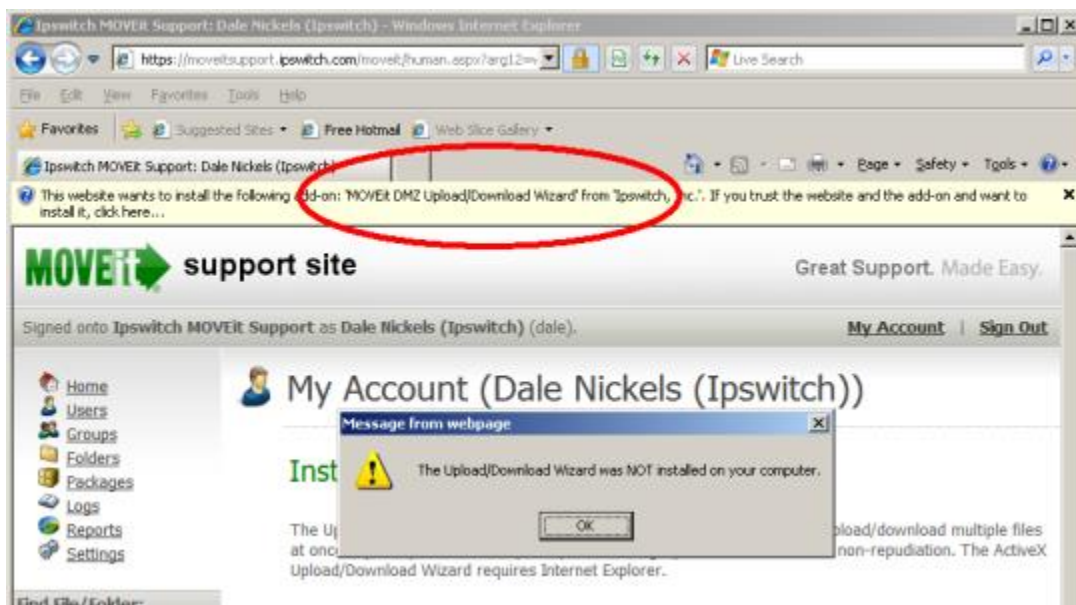 Ipswitch MOVEit Support: Dale Nickels (Ipswitch) - Windows Internet Explorer
https://moveitsupport.ipswitch.com/moveit/human.aspx?arg12=
Live Search
File Edit View Favorites Tools Help
Favorites Suggested Sites Free Hotmail Web Slice Gallery
Ipswitch MOVEit Support: Dale Nickels (Ipswitch)
Page Safety Tools
This website wants to install the following add-on: 'MOVEit DMZ Upload/Download Wizard' from 'Ipswitch, Inc.'. If you trust the website and the add-on and want to
install it, click here...
MOVEit support site
Great Support. Made Easy.
Signed onto Ipswitch MOVEit Support as Dale Nickels (Ipswitch) (dale).
My Account | Sign Out
Home
Users
Groups
Folders
Packages
Logs
Reports
Settings
Find File/Folder:
My Account (Dale Nickels (Ipswitch))
Message from webpage
The Upload/Download Wizard was NOT installed on your computer.
OK
Inst
The Up
load/download multiple files
at onc
non-repudiation. The ActiveX
Upload/Download Wizard requires Internet Explorer.